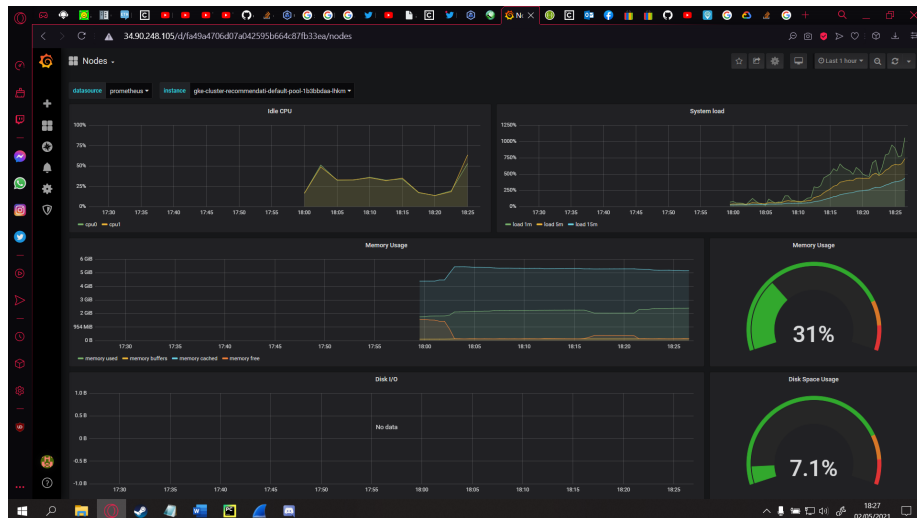 34.90.248.105/d/fa49a4706d07a042595b664c87fb33ea/nodes
Nodes
Last 1 hour
datasource prometheus instance gke-cluster-recommendati-default-pool-1b3bbdaa-lhkm
Idle CPU
100%
75%
50%
25%
0%
17:30 17:35 17:40 17:45 17:50 17:55 18:00 18:05 18:10 18:15 18:20 18:25
cpu0 cpu1
System load
1250%
1000%
750%
500%
250%
0%
17:30 17:35 17:40 17:45 17:50 17:55 18:00 18:05 18:10 18:15 18:20 18:25
load 1m load 5m load 15m
Memory Usage
6 GiB
5 GiB
4 GiB
3 GiB
2 GiB
954 MiB
0 B
17:30 17:35 17:40 17:45 17:50 17:55 18:00 18:05 18:10 18:15 18:20 18:25
memory used memory buffers memory cached memory free
Memory Usage
31%
Disk I/O
1.0 B
0.5 B
0 B
-0.5 B
-1.0 B
No data
17:30 17:35 17:40 17:45 17:50 17:55 18:00 18:05 18:10 18:15 18:20 18:25
Disk Space Usage
7.1%
18:27
02/05/2021